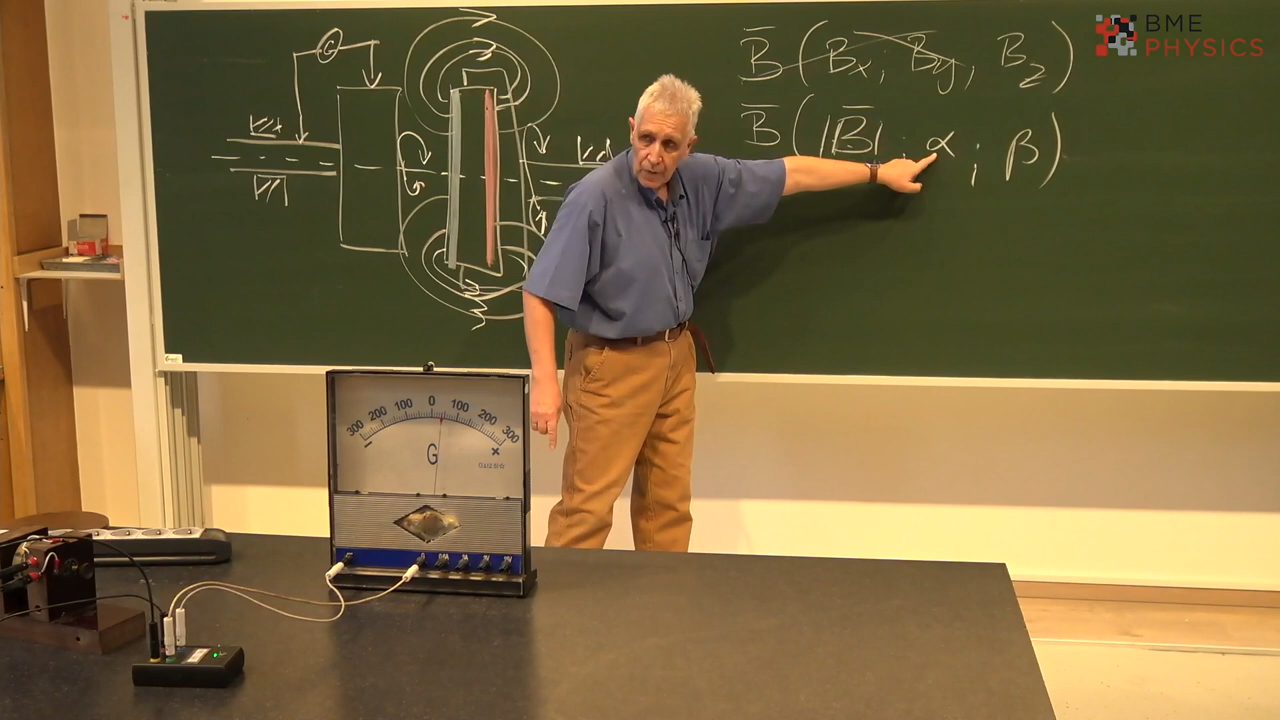 BME
PHYSICS
B̅ (Bx, By, Bz)
B̅ (|B̅|, α; β)
G
300 200 100 0 100 200 300
− +
G